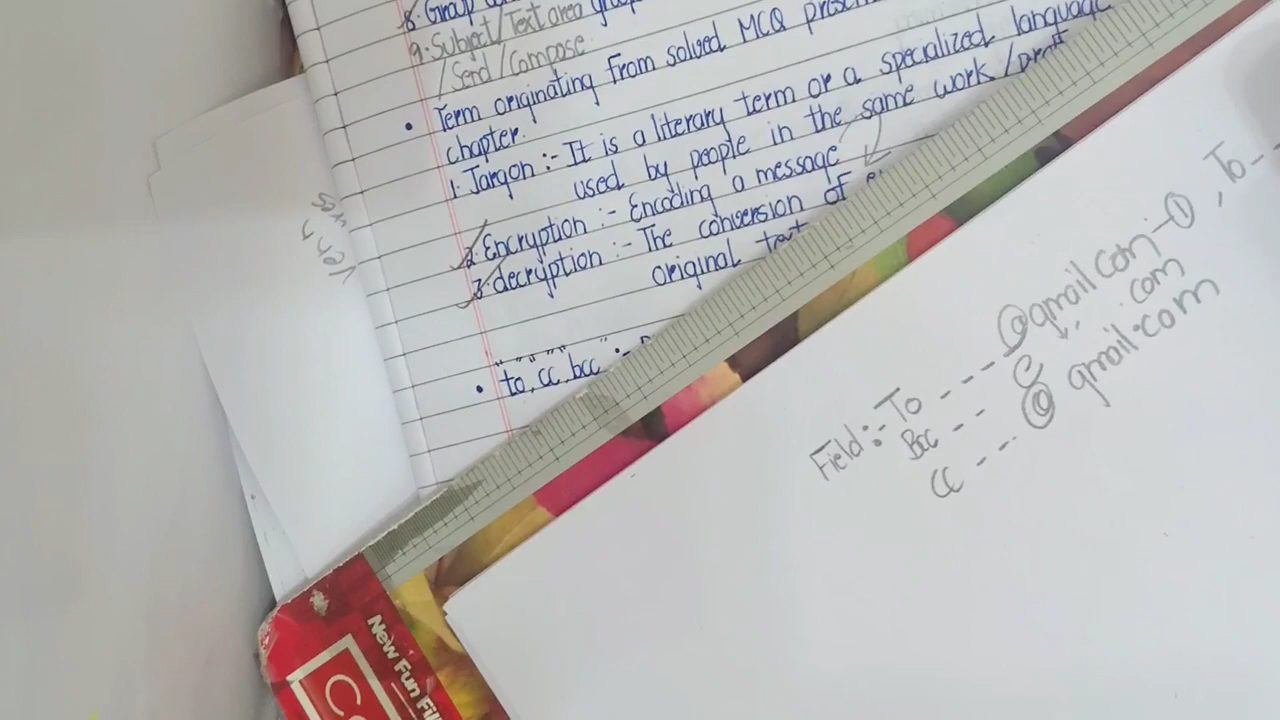 8. Group
9. Subject/Text area
/Send/Compose
• Term originating from solved MCQ
chapter.
1. Jargon :- It is a literary term or a specialized language
used by people in the same work/
2. Encryption :- Encoding a message
3. decryption :- The conversion of
original text
• "to, cc, bcc" :-
Field :- To --- @gmail com - ①, To --
Bcc -- @ .com
CC --- @ gmail.com
New Fun